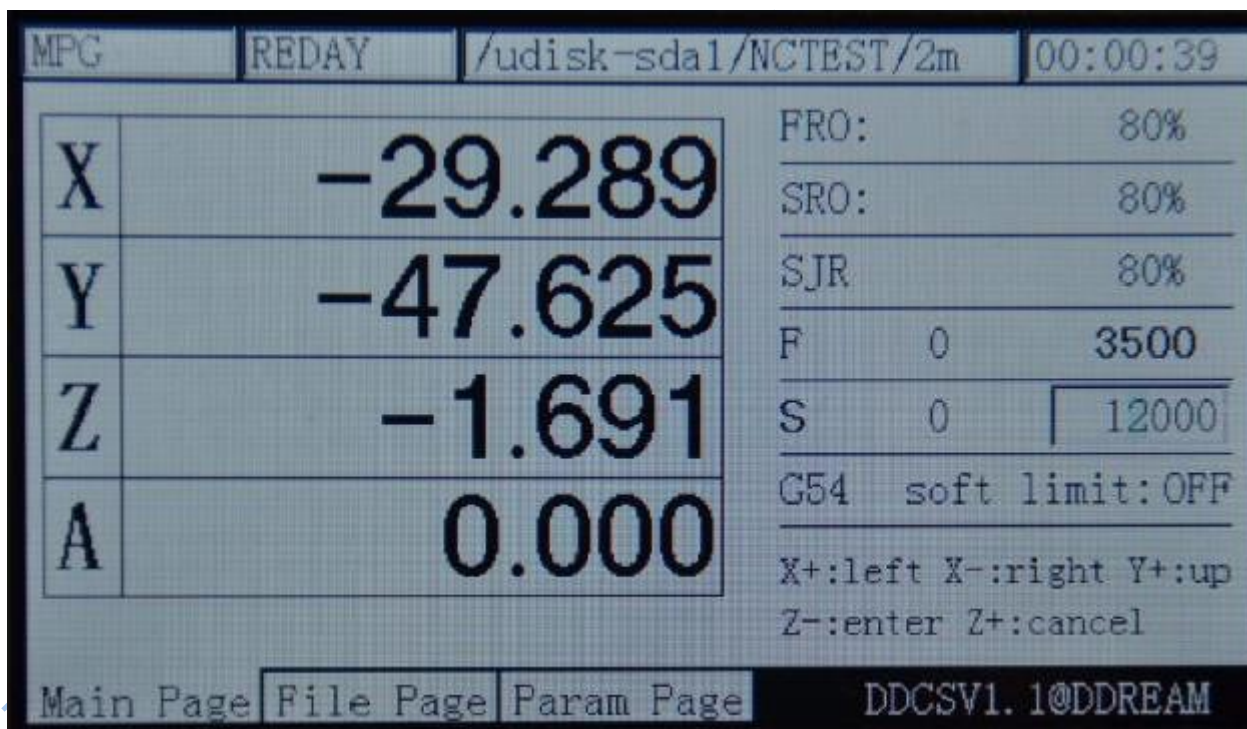 MPG REDAY /udisk-sda1/NCTEST/2m 00:00:39
X -29.289
Y -47.625
Z -1.691
A 0.000
FRO: 80%
SRO: 80%
SJR 80%
F 0 3500
S 0 12000
G54 soft limit:OFF
X+:left X-:right Y+:up
Z-:enter Z+:cancel
Main Page File Page Param Page DDCSV1.1@DDREAM